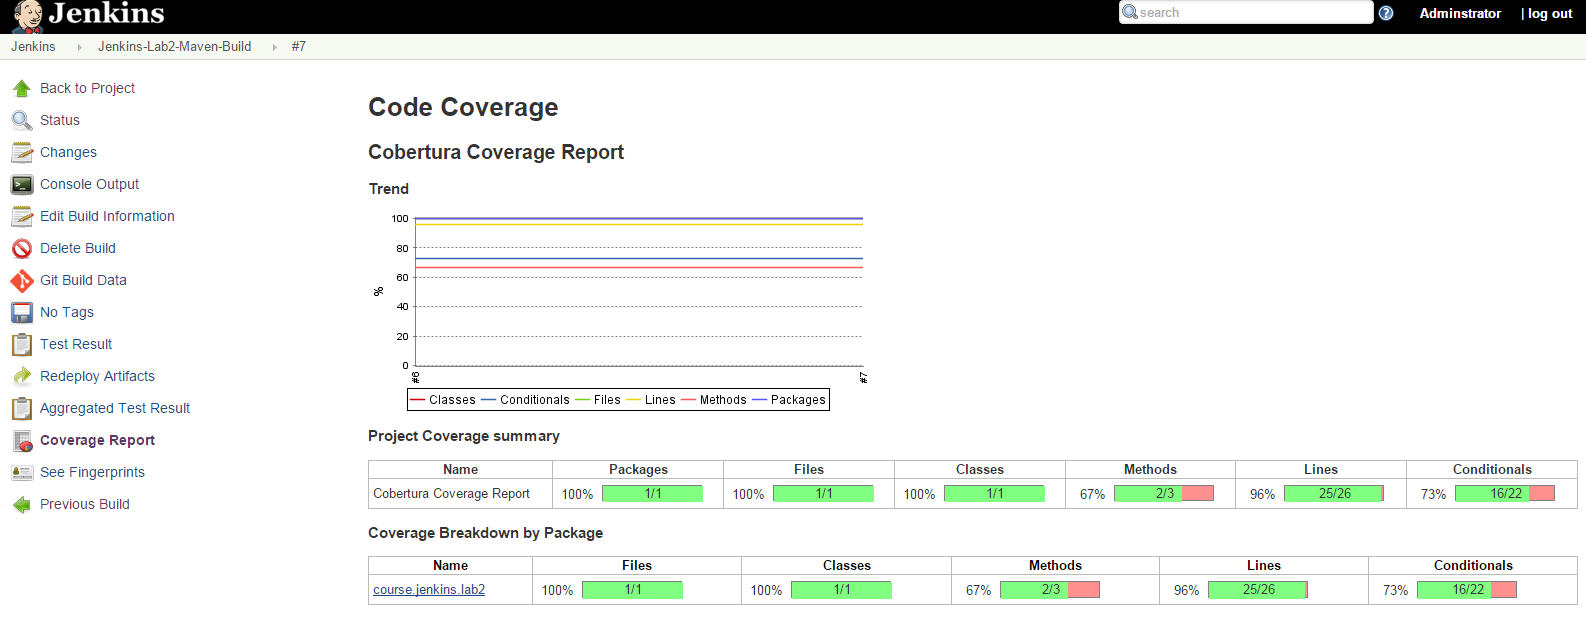 Jenkins
search
?
Adminstrator | log out
Jenkins Jenkins-Lab2-Maven-Build #7
Back to Project
Status
Changes
Console Output
Edit Build Information
Delete Build
Git Build Data
No Tags
Test Result
Redeploy Artifacts
Aggregated Test Result
Coverage Report
See Fingerprints
Previous Build
Code Coverage
Cobertura Coverage Report
Trend
100
80
60
40
20
0
%
#6
#7
Classes Conditionals Files Lines Methods Packages
Project Coverage summary
Name Packages Files Classes Methods Lines Conditionals
Cobertura Coverage Report 100% 1/1 100% 1/1 100% 1/1 67% 2/3 96% 25/26 73% 16/22
Coverage Breakdown by Package
Name Files Classes Methods Lines Conditionals
course.jenkins.lab2 100% 1/1 100% 1/1 67% 2/3 96% 25/26 73% 16/22